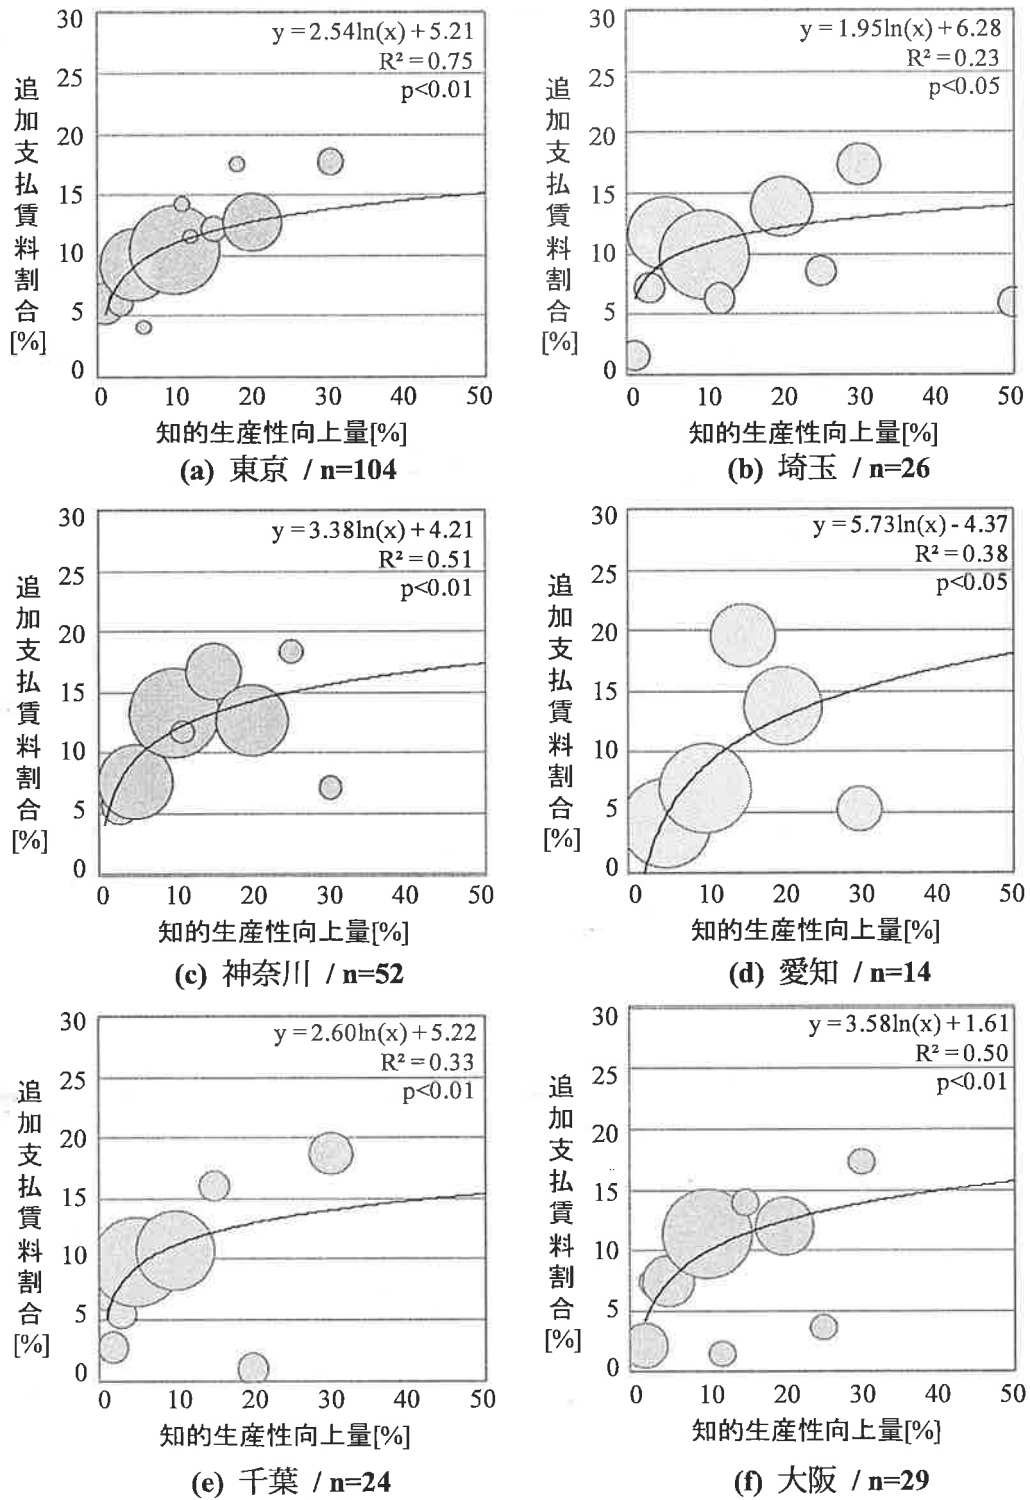 y = 2.54ln(x) + 5.21
R² = 0.75
p<0.01
30
25
20
15
10
5
0
追加支払賃料割合
[%]
0 10 20 30 40 50
知的生産性向上量[%]
(a) 東京 / n=104
y = 1.95ln(x) + 6.28
R² = 0.23
p<0.05
30
25
20
15
10
5
0
追加支払賃料割合
[%]
0 10 20 30 40 50
知的生産性向上量[%]
(b) 埼玉 / n=26
y = 3.38ln(x) + 4.21
R² = 0.51
p<0.01
30
25
20
15
10
5
0
追加支払賃料割合
[%]
0 10 20 30 40 50
知的生産性向上量[%]
(c) 神奈川 / n=52
y = 5.73ln(x) - 4.37
R² = 0.38
p<0.05
30
25
20
15
10
5
0
追加支払賃料割合
[%]
0 10 20 30 40 50
知的生産性向上量[%]
(d) 愛知 / n=14
y = 2.60ln(x) + 5.22
R² = 0.33
p<0.01
30
25
20
15
10
5
0
追加支払賃料割合
[%]
0 10 20 30 40 50
知的生産性向上量[%]
(e) 千葉 / n=24
y = 3.58ln(x) + 1.61
R² = 0.50
p<0.01
30
25
20
15
10
5
0
追加支払賃料割合
[%]
0 10 20 30 40 50
知的生産性向上量[%]
(f) 大阪 / n=29